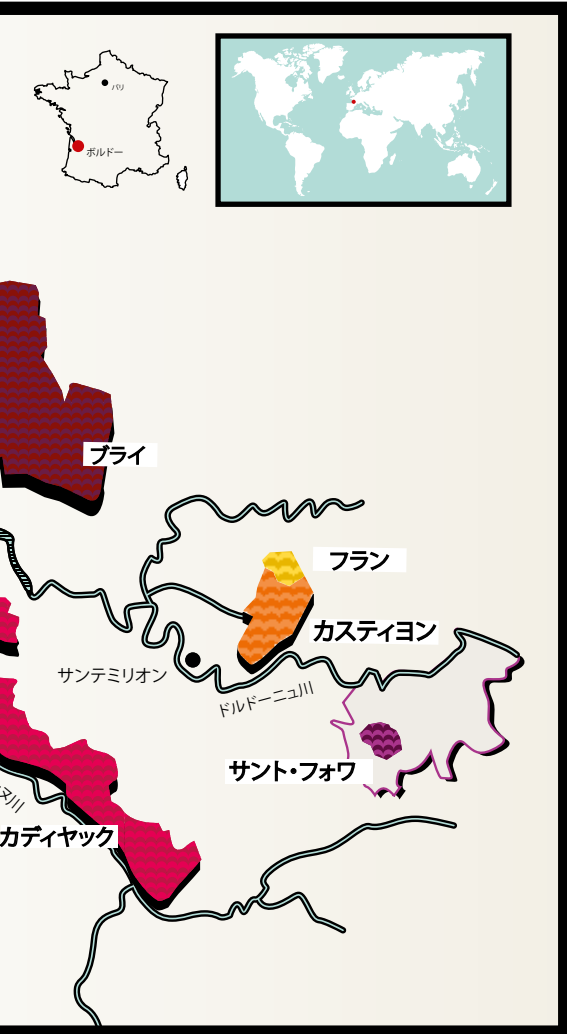 パリ
ボルドー
ブライ
フラン
カスティヨン
サンテミリオン
ドルドーニュ川
サント・フォワ
ヌ川
カディヤック